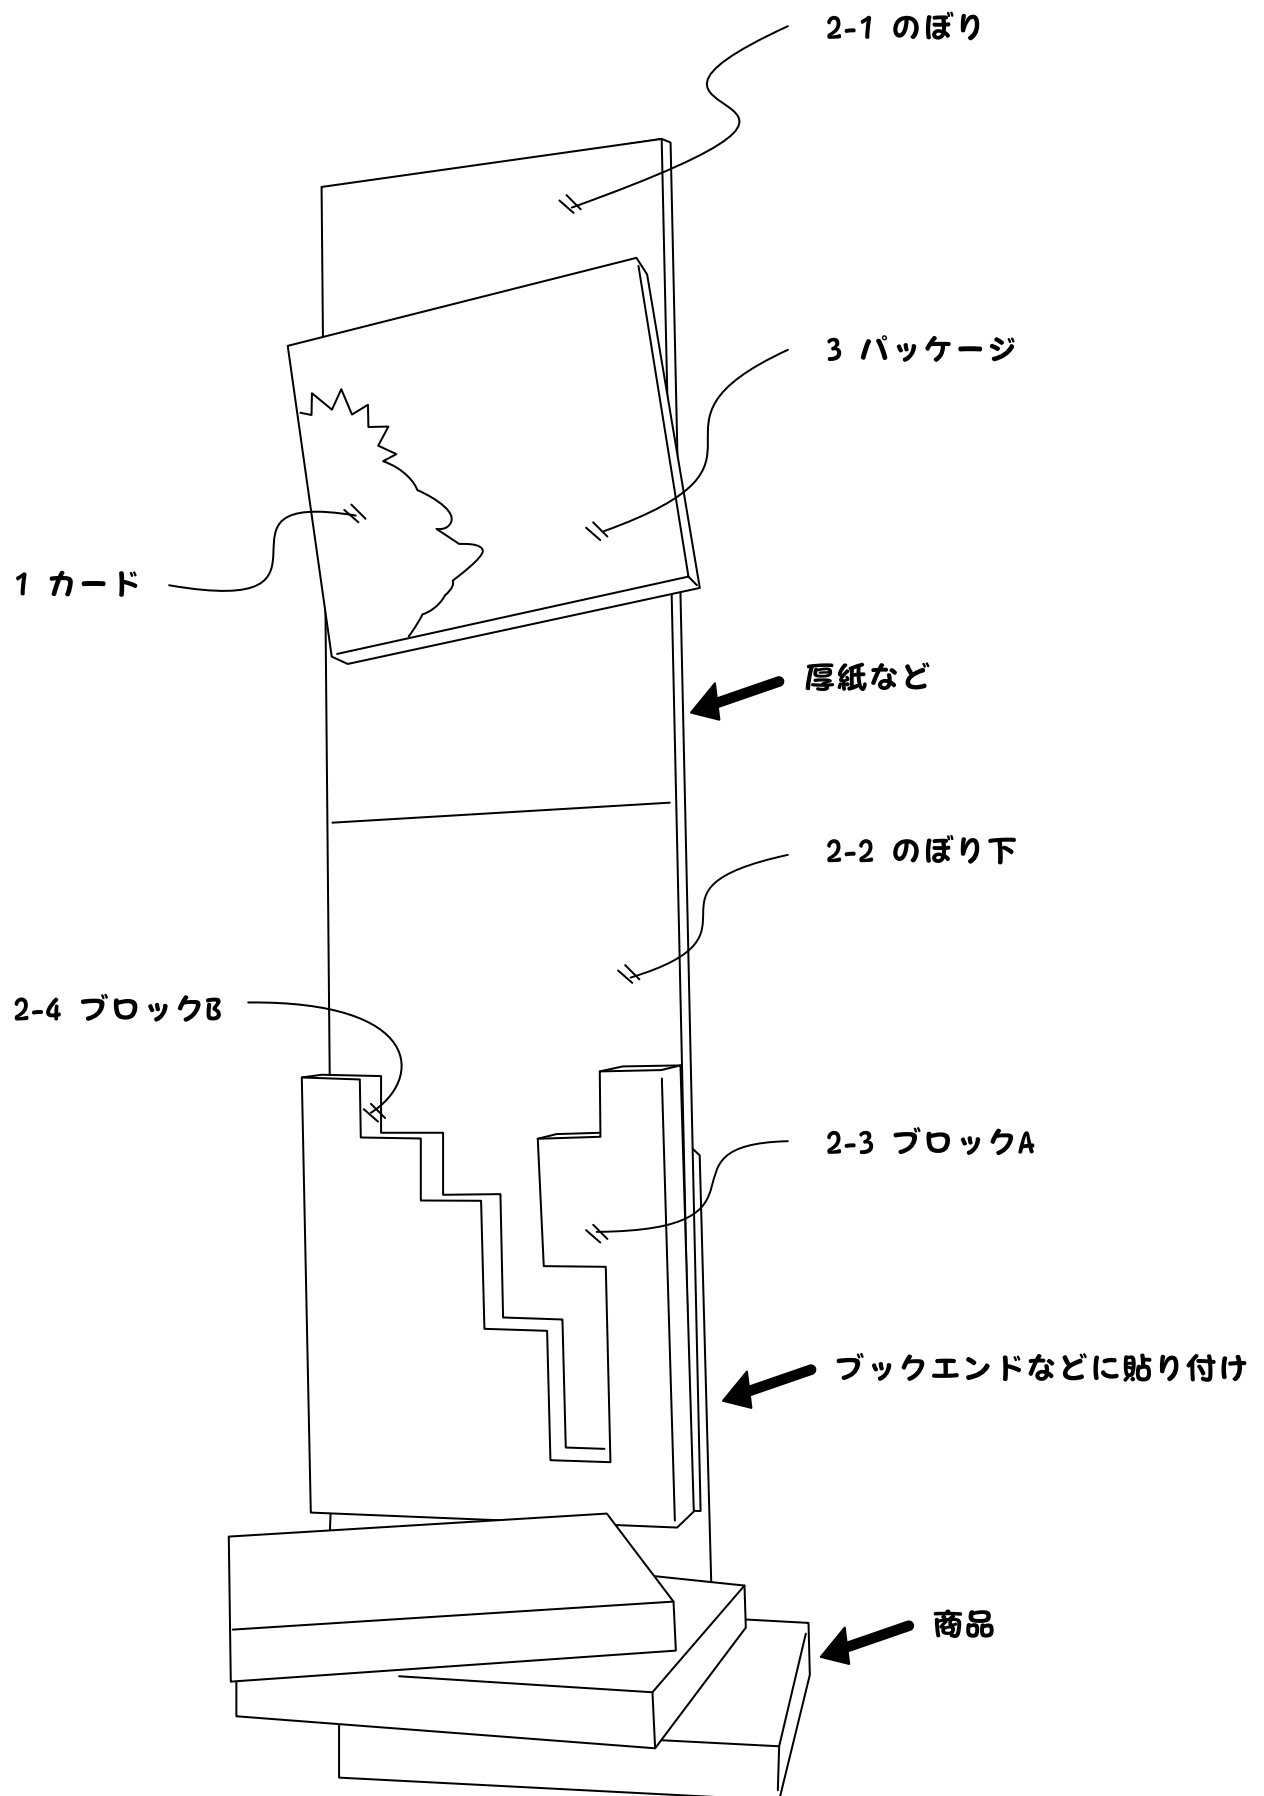 2-1 のぼり
3 パッケージ
1 カード
厚紙など
2-2 のぼり下
2-4 ブロックB
2-3 ブロックA
ブックエンドなどに貼り付け
商品